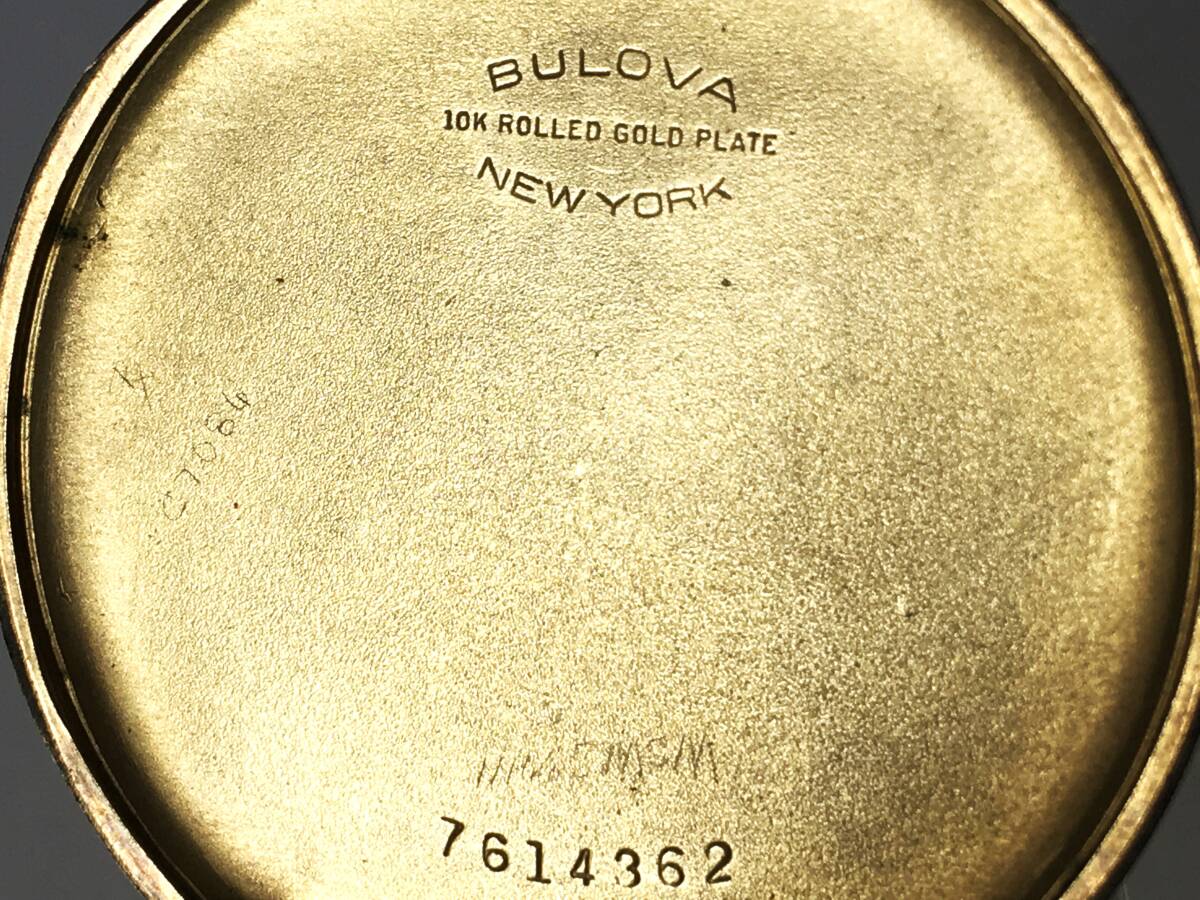 BULOVA
10K ROLLED GOLD PLATE
NEW YORK
7614362